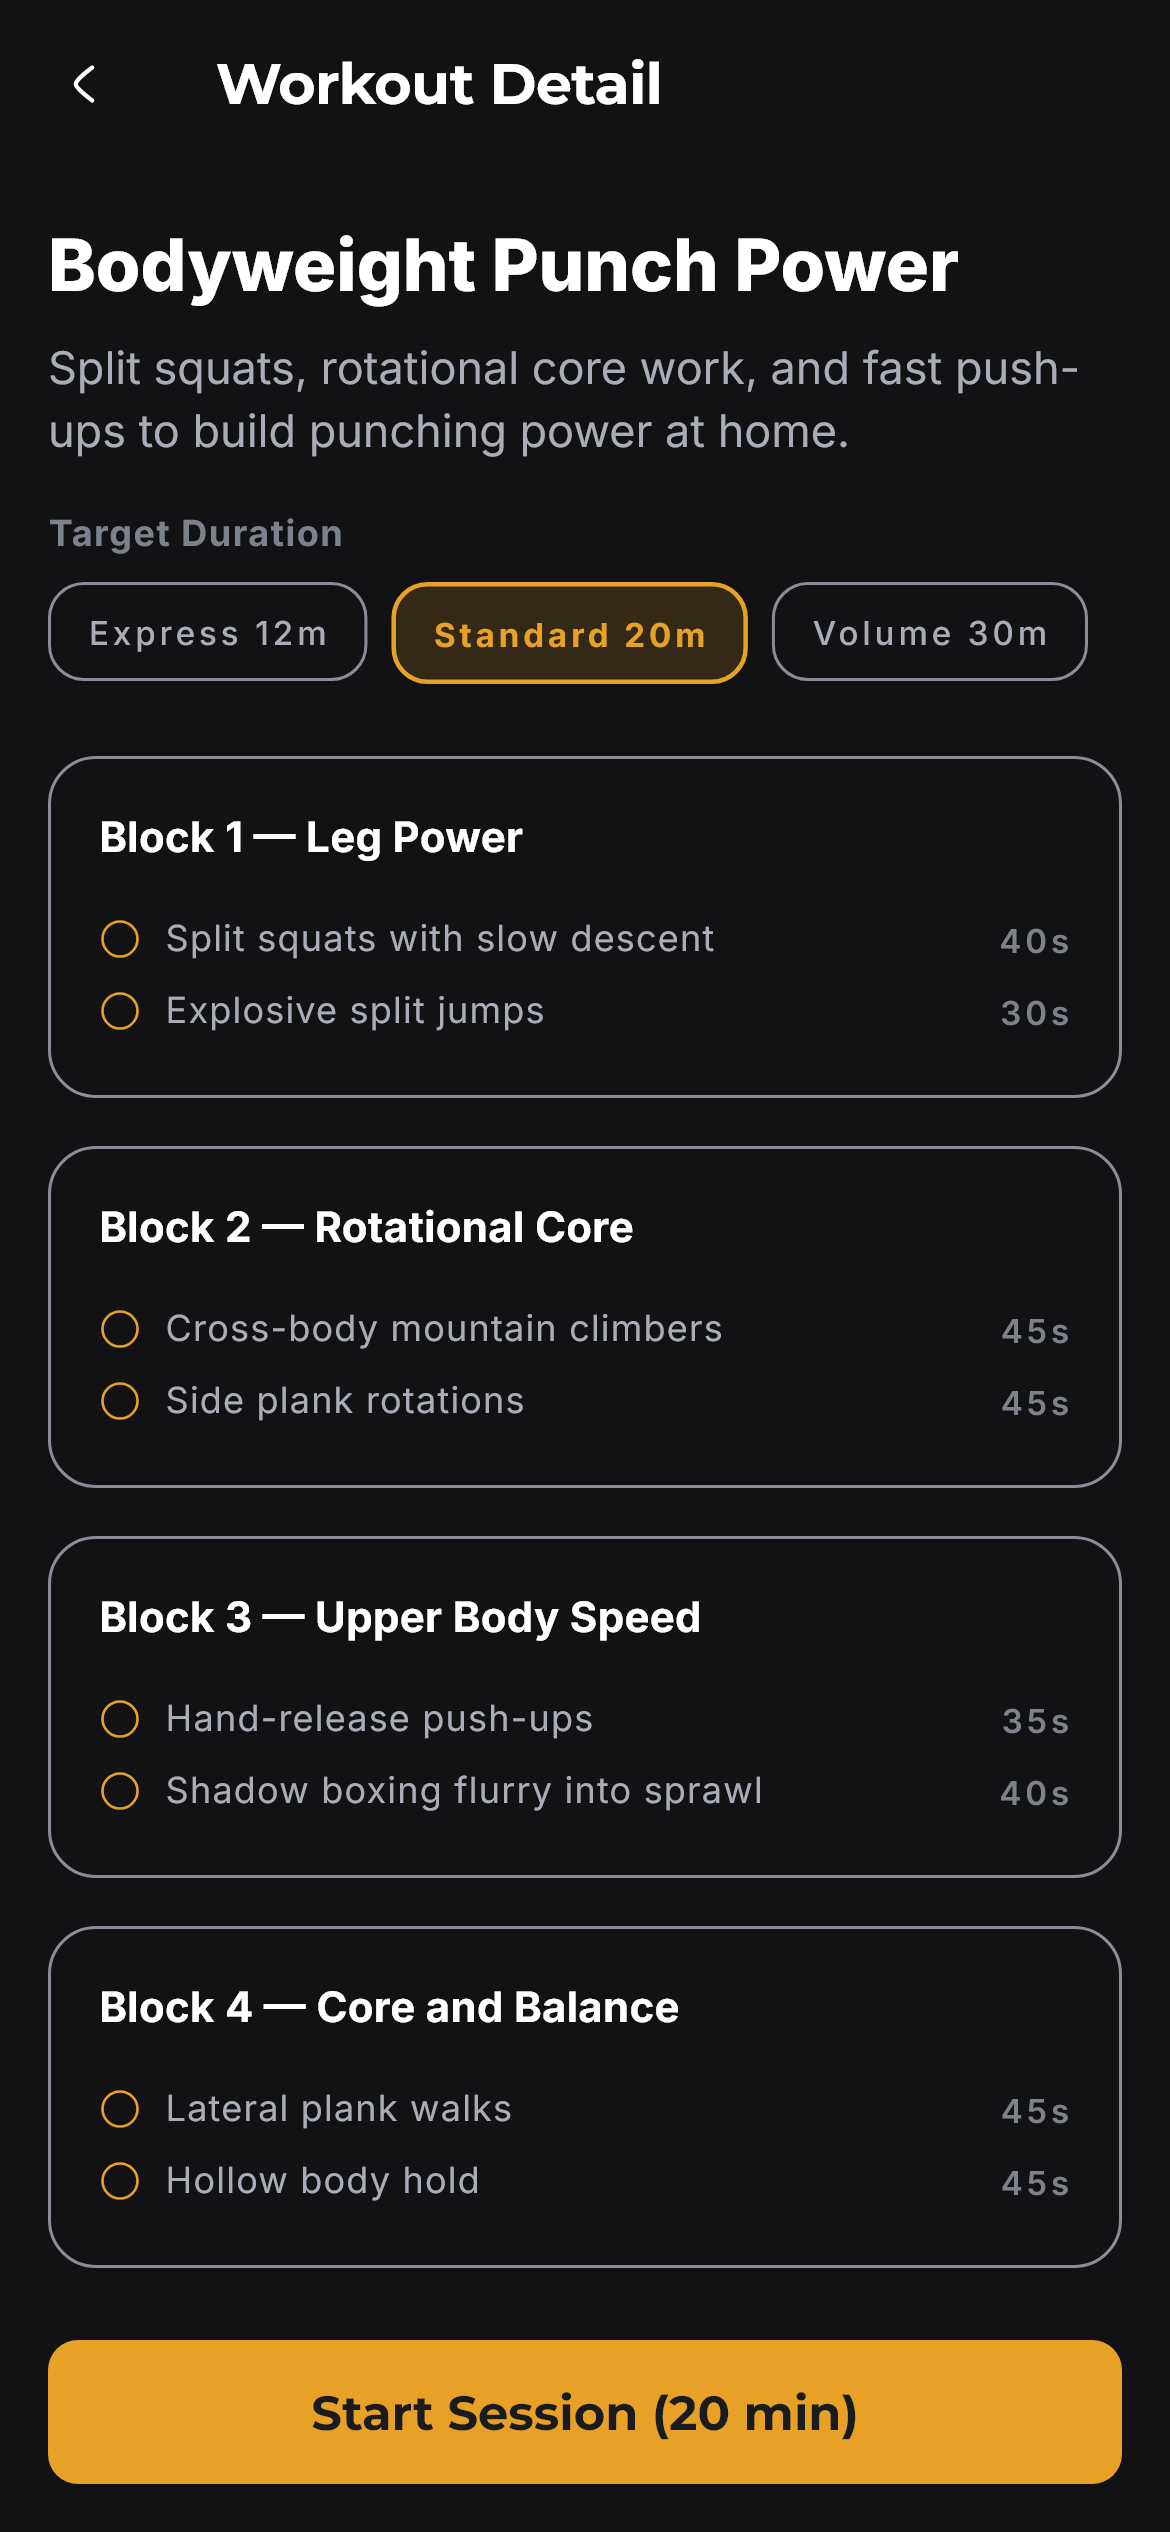 Workout Detail
Bodyweight Punch Power
Split squats, rotational core work, and fast push-
ups to build punching power at home.
Target Duration
Express 12m
Standard 20m
Volume 30m
Block 1 — Leg Power
Split squats with slow descent 40s
Explosive split jumps 30s
Block 2 — Rotational Core
Cross-body mountain climbers 45s
Side plank rotations 45s
Block 3 — Upper Body Speed
Hand-release push-ups 35s
Shadow boxing flurry into sprawl 40s
Block 4 — Core and Balance
Lateral plank walks 45s
Hollow body hold 45s
Start Session (20 min)